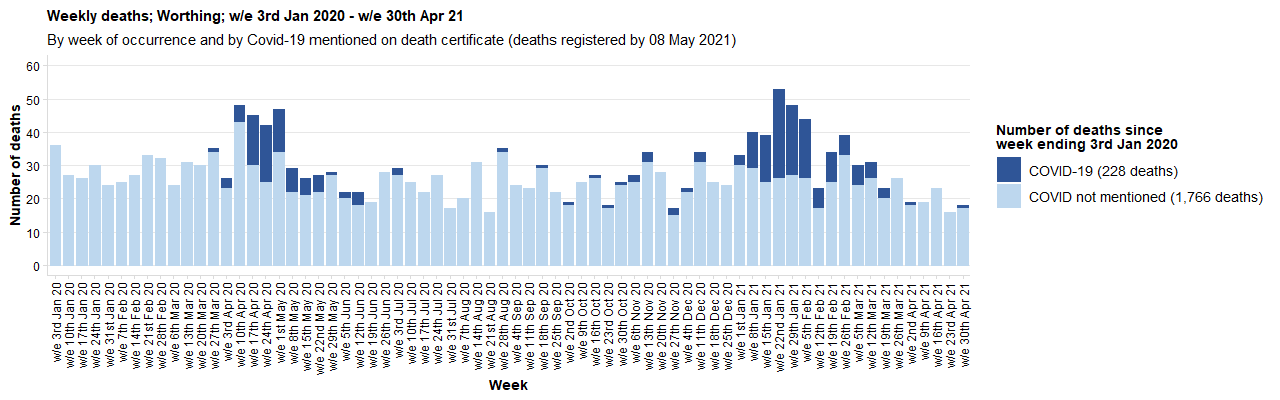 Weekly deaths; Worthing; w/e 3rd Jan 2020 - w/e 30th Apr 21
By week of occurrence and by Covid-19 mentioned on death certificate (deaths registered by 08 May 2021)
Number of deaths
60
50
40
30
20
10
0
w/e 3rd Jan 20
w/e 10th Jan 20
w/e 17th Jan 20
w/e 24th Jan 20
w/e 31st Jan 20
w/e 7th Feb 20
w/e 14th Feb 20
w/e 21st Feb 20
w/e 28th Feb 20
w/e 6th Mar 20
w/e 13th Mar 20
w/e 20th Mar 20
w/e 27th Mar 20
w/e 3rd Apr 20
w/e 10th Apr 20
w/e 17th Apr 20
w/e 24th Apr 20
w/e 1st May 20
w/e 8th May 20
w/e 15th May 20
w/e 22nd May 20
w/e 29th May 20
w/e 5th Jun 20
w/e 12th Jun 20
w/e 19th Jun 20
w/e 26th Jun 20
w/e 3rd Jul 20
w/e 10th Jul 20
w/e 17th Jul 20
w/e 24th Jul 20
w/e 31st Jul 20
w/e 7th Aug 20
w/e 14th Aug 20
w/e 21st Aug 20
w/e 28th Aug 20
w/e 4th Sep 20
w/e 11th Sep 20
w/e 18th Sep 20
w/e 25th Sep 20
w/e 2nd Oct 20
w/e 9th Oct 20
w/e 16th Oct 20
w/e 23rd Oct 20
w/e 30th Oct 20
w/e 6th Nov 20
w/e 13th Nov 20
w/e 20th Nov 20
w/e 27th Nov 20
w/e 4th Dec 20
w/e 11th Dec 20
w/e 18th Dec 20
w/e 25th Dec 20
w/e 1st Jan 21
w/e 8th Jan 21
w/e 15th Jan 21
w/e 22nd Jan 21
w/e 29th Jan 21
w/e 5th Feb 21
w/e 12th Feb 21
w/e 19th Feb 21
w/e 26th Feb 21
w/e 5th Mar 21
w/e 12th Mar 21
w/e 19th Mar 21
w/e 26th Mar 21
w/e 2nd Apr 21
w/e 9th Apr 21
w/e 16th Apr 21
w/e 23rd Apr 21
w/e 30th Apr 21
Week
Number of deaths since
week ending 3rd Jan 2020
COVID-19 (228 deaths)
COVID not mentioned (1,766 deaths)